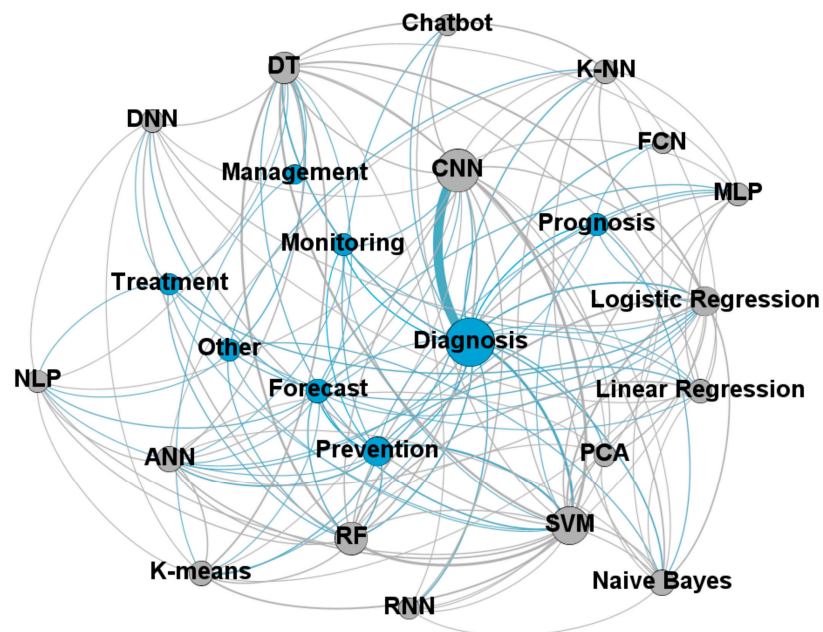 Chatbot
DT
K-NN
DNN
FCN
CNN
Management
MLP
Prognosis
Monitoring
Treatment
Logistic Regression
Diagnosis
Other
NLP
Forecast
Linear Regression
Prevention
PCA
ANN
SVM
RF
K-means
Naive Bayes
RNN